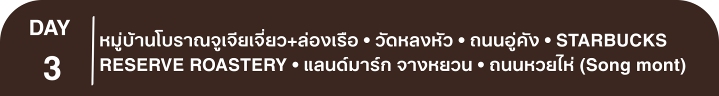 DAY
3
หมู่บ้านโบราณจูเจียเจี่ยว+ล่องเรือ • วัดหลงหัว • ถนนอู่คัง • STARBUCKS
RESERVE ROASTERY • แลนด์มาร์ก จางหยวน • ถนนหวยไห่ (Song mont)